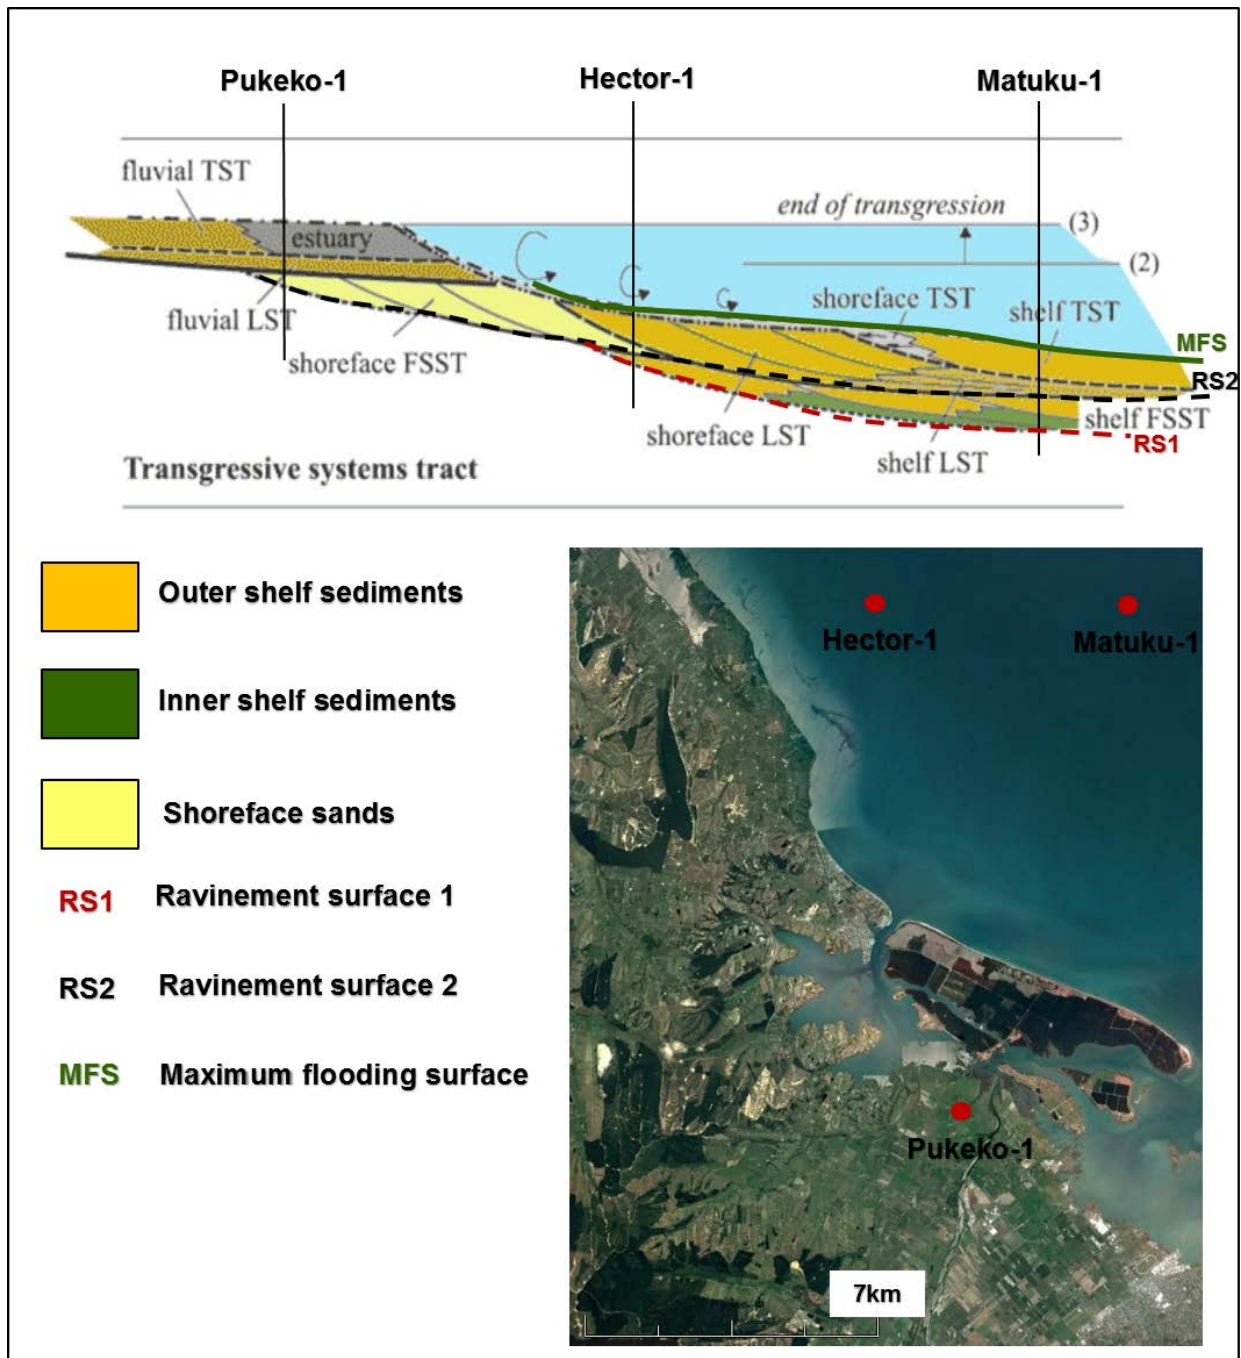 Pukeko-1
Hector-1
Matuku-1
fluvial TST
end of transgression
(3)
estuary
(2)
shoreface TST
shelf TST
fluvial LST
MFS
shoreface FSST
RS2
shelf FSST
shoreface LST
RS1
shelf LST
Transgressive systems tract
Outer shelf sediments
Inner shelf sediments
Shoreface sands
RS1 Ravinement surface 1
RS2 Ravinement surface 2
MFS Maximum flooding surface
Hector-1
Matuku-1
Pukeko-1
7km